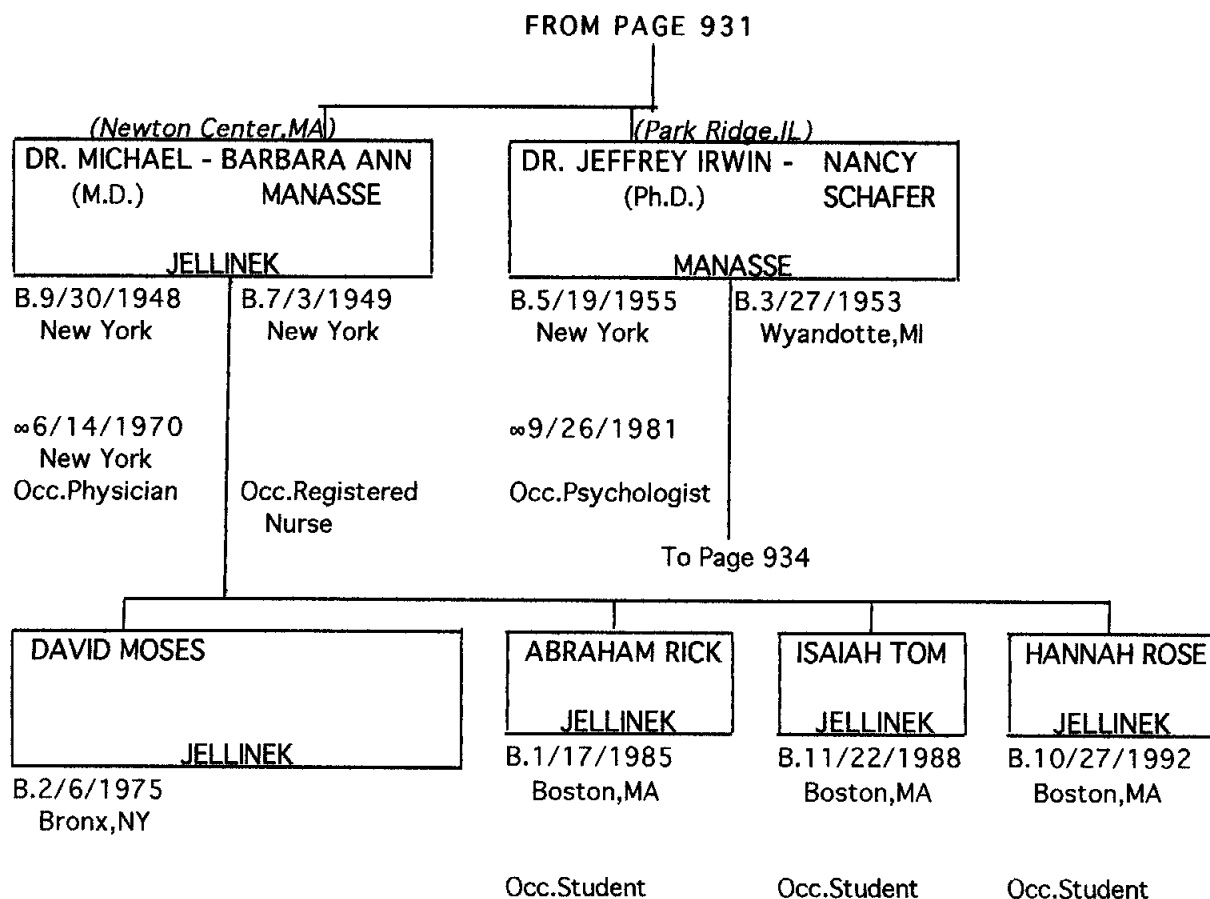 FROM PAGE 931
(Newton Center,MA)
DR. MICHAEL - BARBARA ANN
(M.D.) MANASSE
JELLINEK
B.9/30/1948 B.7/3/1949
New York New York
∞6/14/1970
New York
Occ.Physician Occ.Registered
Nurse
(Park Ridge,IL)
DR. JEFFREY IRWIN - NANCY
(Ph.D.) SCHAFER
MANASSE
B.5/19/1955 B.3/27/1953
New York Wyandotte,MI
∞9/26/1981
Occ.Psychologist
To Page 934
DAVID MOSES
JELLINEK
B.2/6/1975
Bronx,NY
ABRAHAM RICK
JELLINEK
B.1/17/1985
Boston,MA
Occ.Student
ISAIAH TOM
JELLINEK
B.11/22/1988
Boston,MA
Occ.Student
HANNAH ROSE
JELLINEK
B.10/27/1992
Boston,MA
Occ.Student